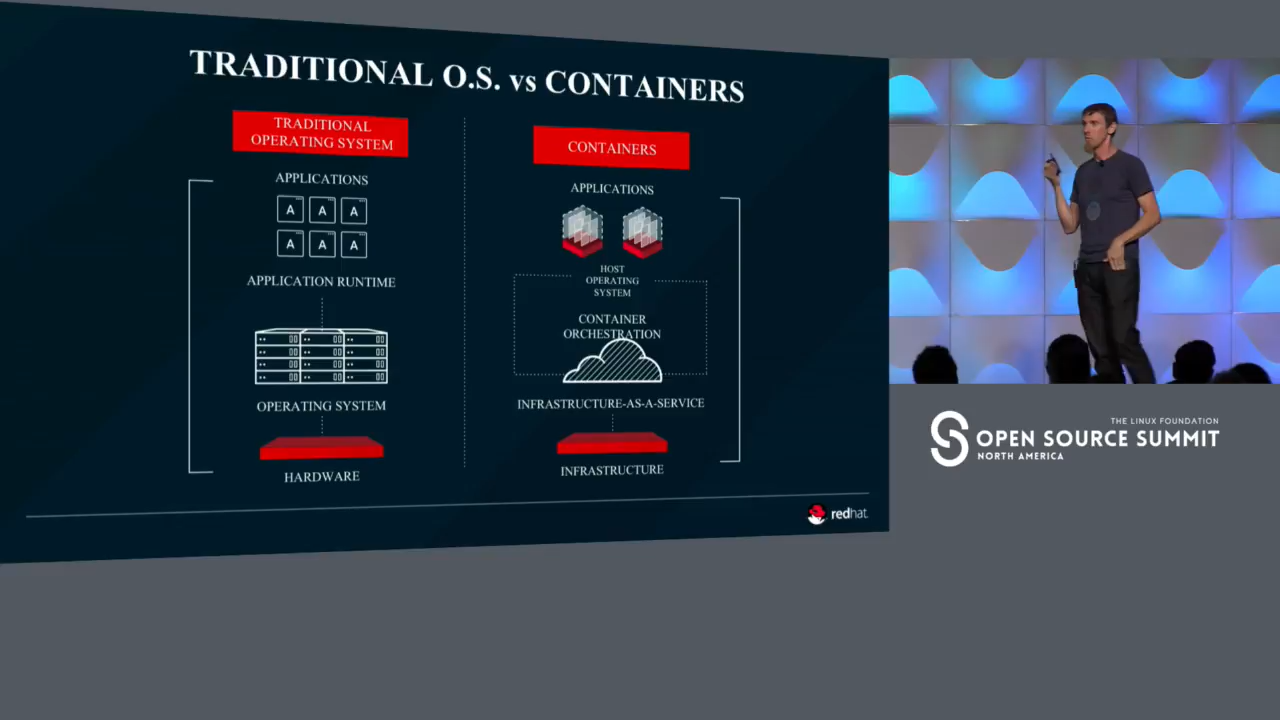 TRADITIONAL O.S. vs CONTAINERS
TRADITIONAL
OPERATING SYSTEM
APPLICATIONS
A A A
A A A
APPLICATION RUNTIME
OPERATING SYSTEM
HARDWARE
CONTAINERS
APPLICATIONS
HOST
OPERATING
SYSTEM
CONTAINER
ORCHESTRATION
INFRASTRUCTURE-AS-A-SERVICE
INFRASTRUCTURE
redhat.
THE LINUX FOUNDATION
OPEN SOURCE SUMMIT
NORTH AMERICA